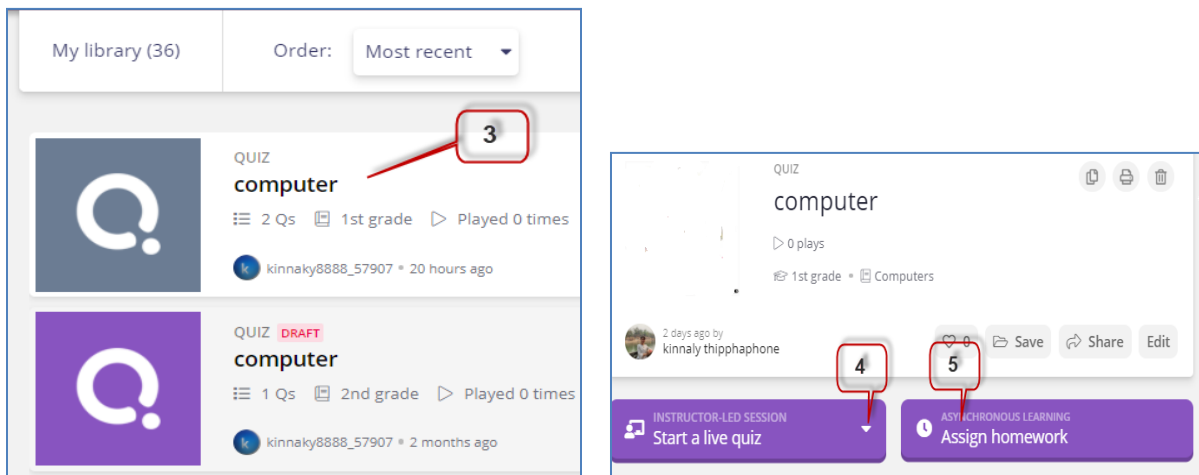 My library (36)
Order:
Most recent
3
QUIZ
computer
2 Qs 1st grade Played 0 times
kinnaky8888_57907 • 20 hours ago
QUIZ DRAFT
computer
1 Qs 2nd grade Played 0 times
kinnaky8888_57907 • 2 months ago
QUIZ
computer
0 plays
1st grade • Computers
2 days ago by
kinnaly thipphaphone
0 Save Share Edit
4
5
INSTRUCTOR-LED SESSION
Start a live quiz
ASYNCHRONOUS LEARNING
Assign homework